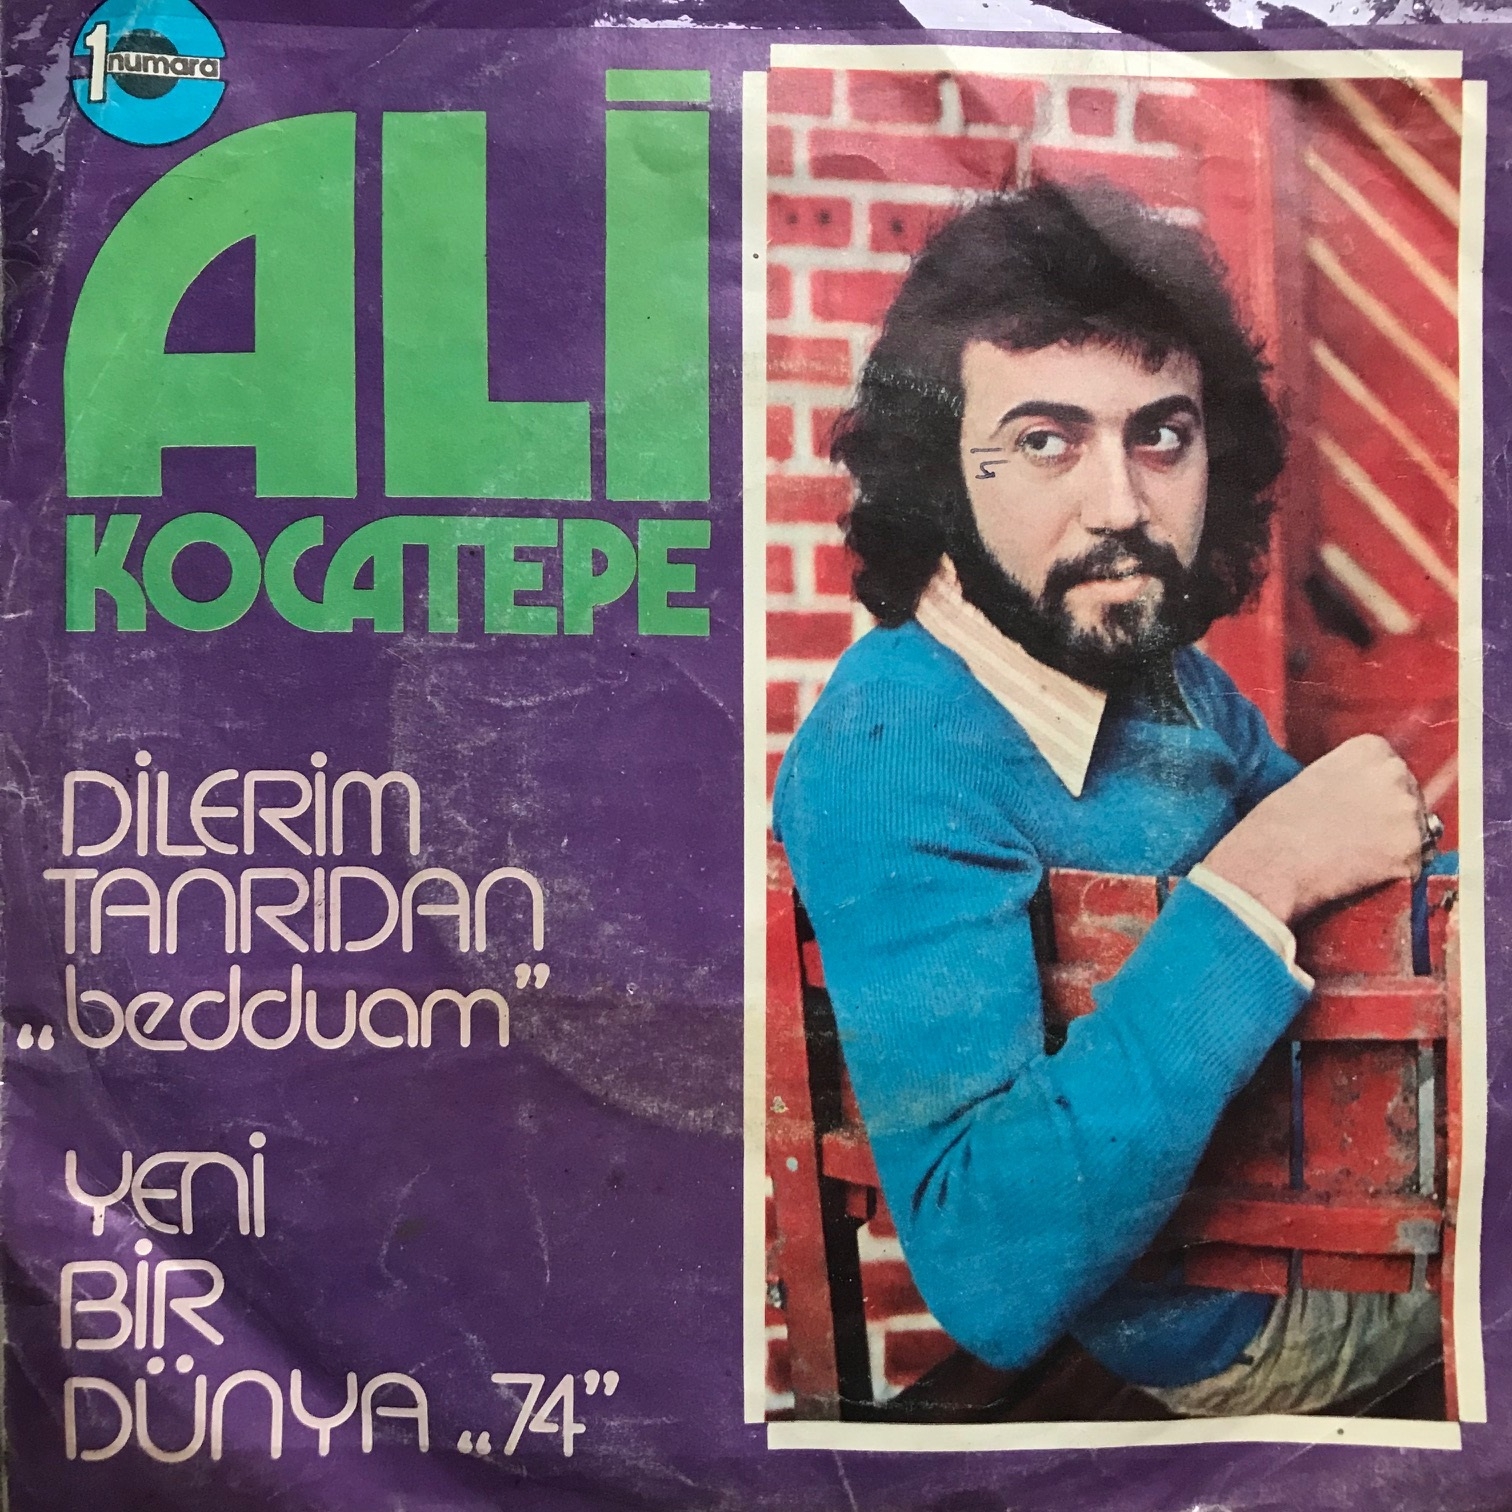 1 numara
ALİ
KOCATEPE
DİLERİM
TANRIDAN
„bedduam”
YENİ
BİR
DÜNYA „74”